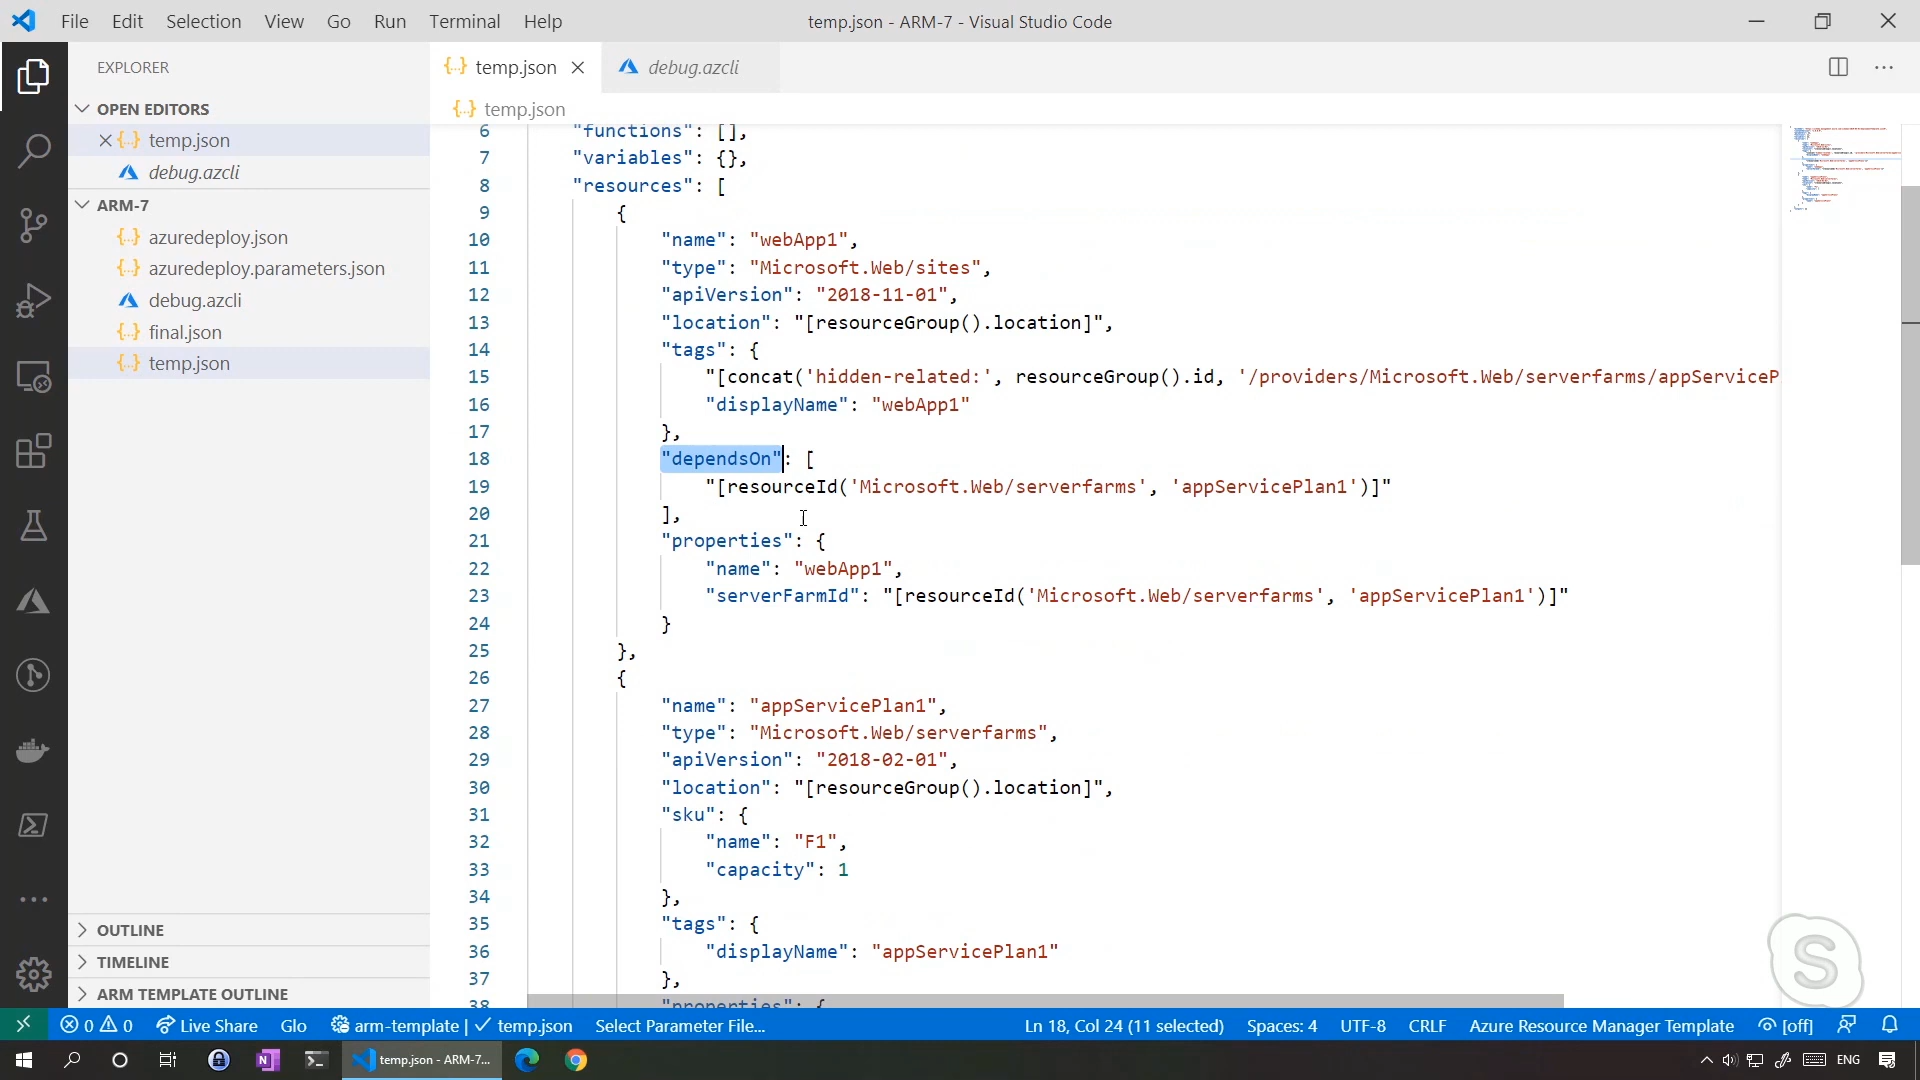 File Edit Selection View Go Run Terminal Help
temp.json - ARM-7 - Visual Studio Code
EXPLORER
OPEN EDITORS
temp.json
debug.azcli
ARM-7
azuredeploy.json
azuredeploy.parameters.json
debug.azcli
final.json
temp.json
OUTLINE
TIMELINE
ARM TEMPLATE OUTLINE
temp.json
debug.azcli
temp.json
6 "functions": [],
7 "variables": {},
8 "resources": [
9 {
10 "name": "webApp1",
11 "type": "Microsoft.Web/sites",
12 "apiVersion": "2018-11-01",
13 "location": "[resourceGroup().location]",
14 "tags": {
15 "[concat('hidden-related:', resourceGroup().id, '/providers/Microsoft.Web/serverfarms/appServiceP
16 "displayName": "webApp1"
17 },
18 "dependsOn": [
19 "[resourceId('Microsoft.Web/serverfarms', 'appServicePlan1')]"
20 ],
21 "properties": {
22 "name": "webApp1",
23 "serverFarmId": "[resourceId('Microsoft.Web/serverfarms', 'appServicePlan1')]"
24 }
25 },
26 {
27 "name": "appServicePlan1",
28 "type": "Microsoft.Web/serverfarms",
29 "apiVersion": "2018-02-01",
30 "location": "[resourceGroup().location]",
31 "sku": {
32 "name": "F1",
33 "capacity": 1
34 },
35 "tags": {
36 "displayName": "appServicePlan1"
37 },
38 "properties": {
0 0 Live Share Glo arm-template | temp.json Select Parameter File... Ln 18, Col 24 (11 selected) Spaces: 4 UTF-8 CRLF Azure Resource Manager Template [off]
temp.json - ARM-7... ENG